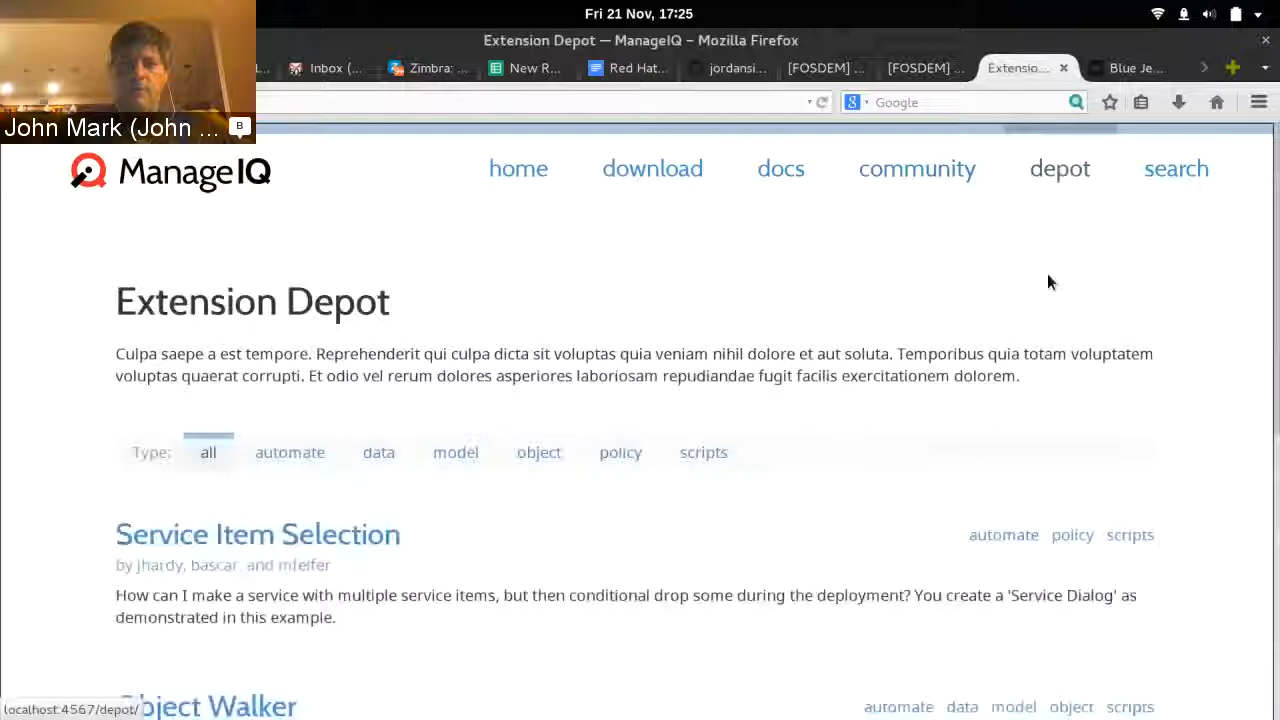 Fri 21 Nov, 17:25
Extension Depot — ManageIQ – Mozilla Firefox
l... Inbox (... Zimbra: ... New R... Red Hat... jordansi... [FOSDEM] ... [FOSDEM] ... Extensio... Blue Je...
Google
John Mark (John ... B
ManageIQ home download docs community depot search
Extension Depot
Culpa saepe a est tempore. Reprehenderit qui culpa dicta sit voluptas quia veniam nihil dolore et aut soluta. Temporibus quia totam voluptatem
voluptas quaerat corrupti. Et odio vel rerum dolores asperiores laboriosam repudiandae fugit facilis exercitationem dolorem.
Type: all automate data model object policy scripts
Service Item Selection automate policy scripts
by jhardy, bascar, and mfeifer
How can I make a service with multiple service items, but then conditional drop some during the deployment? You create a 'Service Dialog' as
demonstrated in this example.
Object Walker automate data model object scripts
localhost:4567/depot/